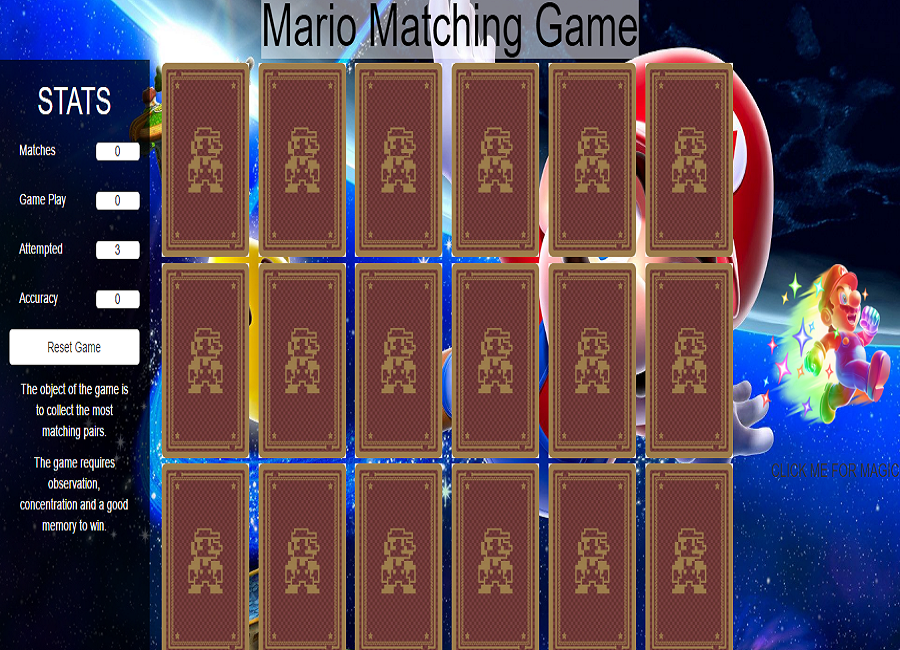 Mario Matching Game
STATS
Matches 0
Game Play 0
Attempted 3
Accuracy 0
Reset Game
The object of the game is
to collect the most
matching pairs.
The game requires
observation,
concentration and a good
memory to win.
CLICK ME FOR MAGIC